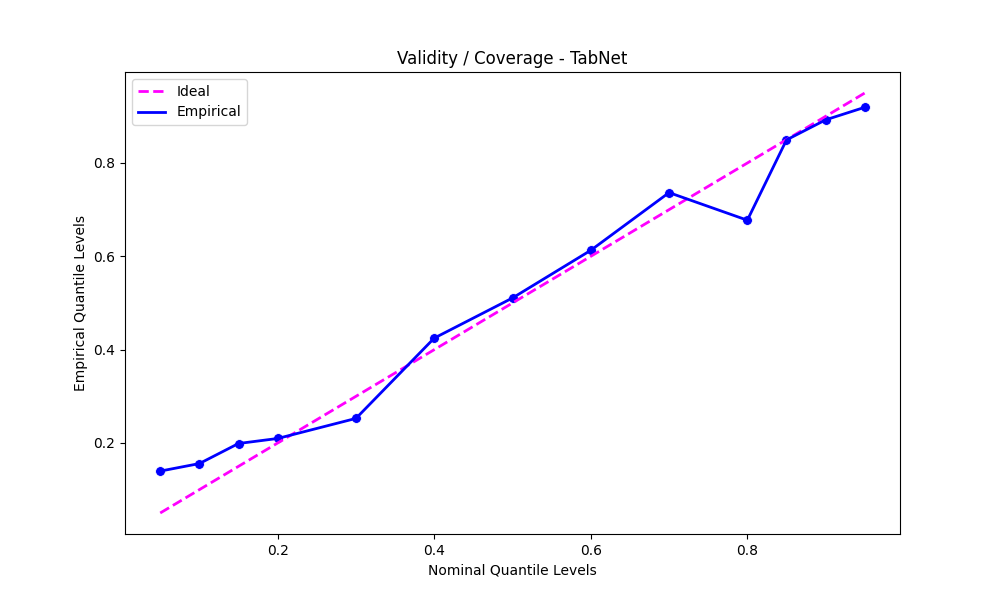 Validity / Coverage - TabNet
Ideal
Empirical
0.8
0.6
0.4
0.2
Empirical Quantile Levels
0.2
0.4
0.6
0.8
Nominal Quantile Levels